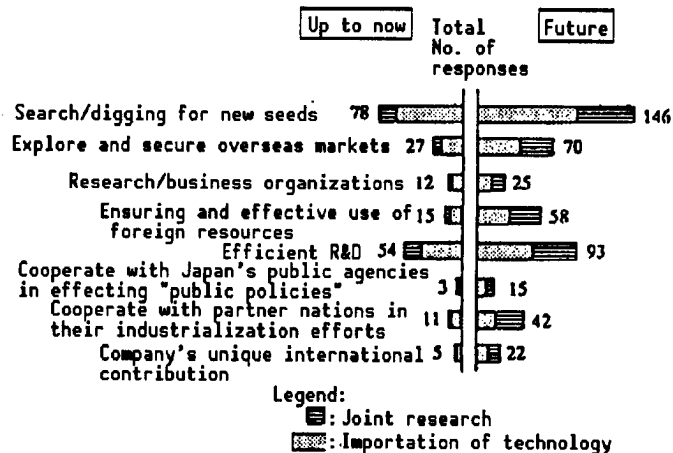 Up to now Total Future
No. of
responses
Search/digging for new seeds 78 146
Explore and secure overseas markets 27 70
Research/business organizations 12 25
Ensuring and effective use of 15 58
foreign resources
Efficient R&D 54 93
Cooperate with Japan's public agencies
in effecting "public policies" 3 15
Cooperate with partner nations in 11 42
their industrialization efforts
Company's unique international 5 22
contribution
Legend:
: Joint research
: Importation of technology